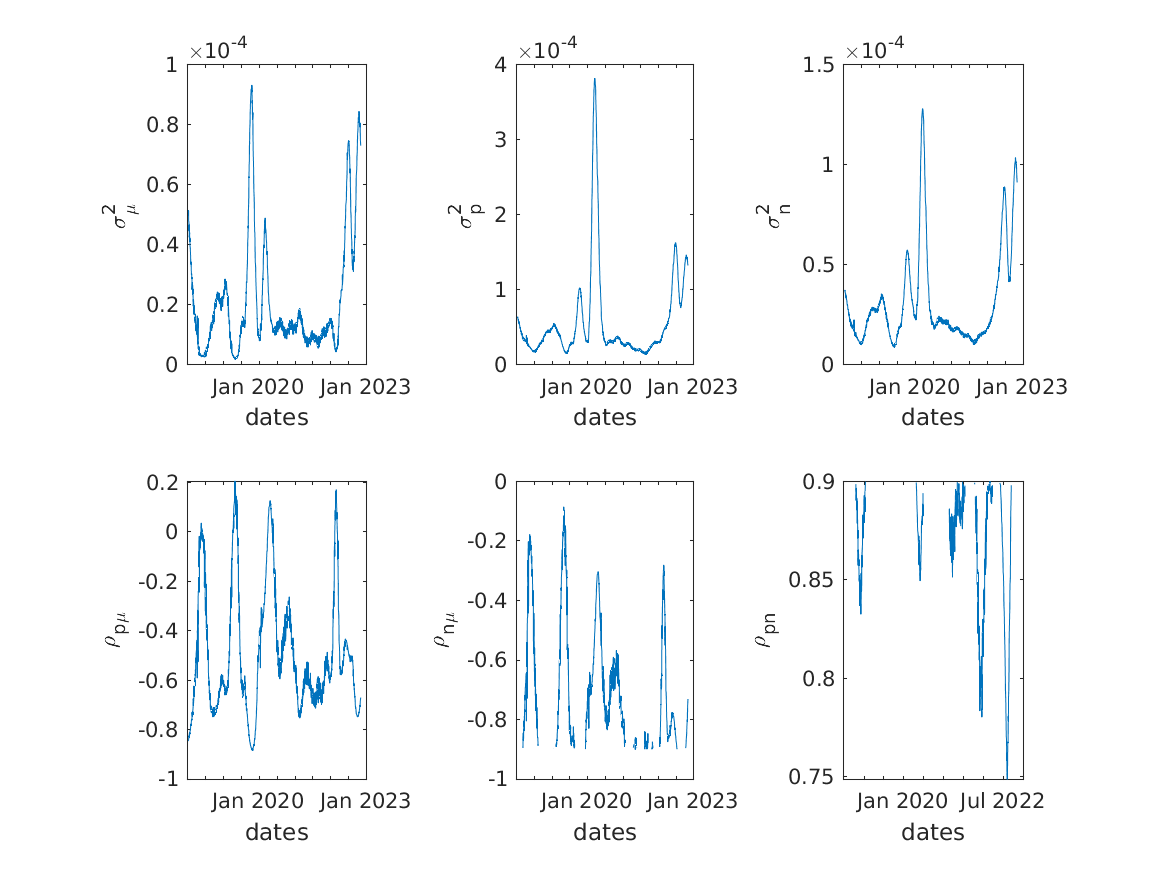 ×10-4 ×10-4 ×10-4
1 4 1.5
0.8 3
0.6 1
0.4 2
0.2 1 0.5
0 0 0
σ2μ σ2p σ2n
Jan 2020 Jan 2023 Jan 2020 Jan 2023 Jan 2020 Jan 2023
dates dates dates
0.2 0 0.9
0 -0.2
-0.2 -0.4 0.85
-0.4
-0.6 -0.6 0.8
-0.8 -0.8
-1 -1 0.75
ρpμ ρnμ ρpn
Jan 2020 Jan 2023 Jan 2020 Jan 2023 Jan 2020 Jul 2022
dates dates dates